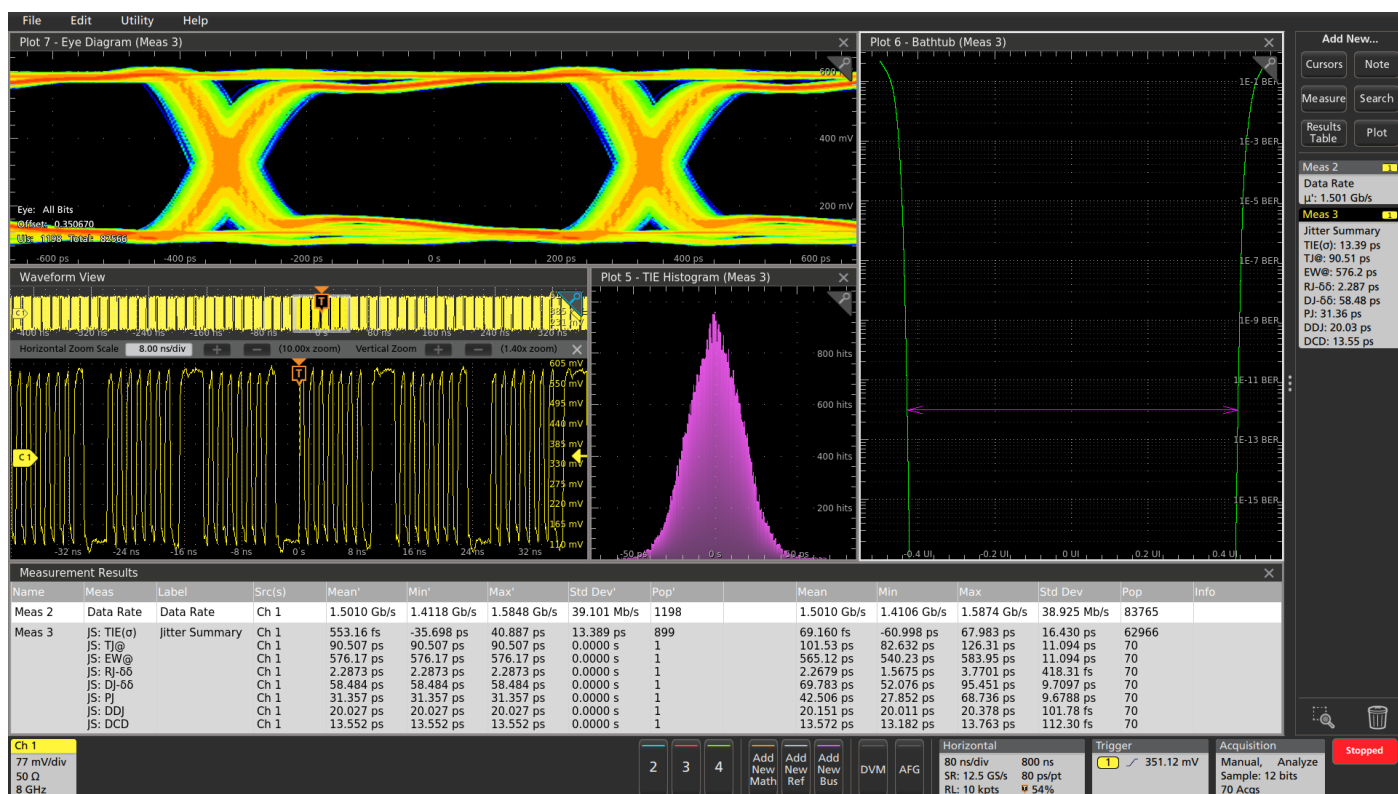 File Edit Utility Help
Plot 7 - Eye Diagram (Meas 3)
600 mV
400 mV
200 mV
Eye: All Bits
Offset: 0.350670
UIs: 1198 Total: 82566
-600 ps -400 ps -200 ps 0 s 200 ps 400 ps 600 ps
Plot 6 - Bathtub (Meas 3)
1E-1 BER
1E-3 BER
1E-5 BER
1E-7 BER
1E-9 BER
1E-11 BER
1E-13 BER
1E-15 BER
-0.4 UI -0.2 UI 0 UI 0.2 UI 0.4 UI
Waveform View
C1
T
-400 ns -320 ns -240 ns -160 ns -80 ns 0 s 80 ns 160 ns 240 ns 320 ns
Horizontal Zoom Scale 8.00 ns/div + - (10.00x zoom) Vertical Zoom + - (1.40x zoom)
T
605 mV
550 mV
495 mV
440 mV
385 mV
C 1
330 mV
275 mV
220 mV
165 mV
110 mV
-32 ns -24 ns -16 ns -8 ns 0 s 8 ns 16 ns 24 ns 32 ns
Plot 5 - TIE Histogram (Meas 3)
800 hits
600 hits
400 hits
200 hits
-50 ps 0 s 50 ps
Measurement Results
Name Meas Label Src(s) Mean' Min' Max' Std Dev' Pop' Mean Min Max Std Dev Pop Info
Meas 2 Data Rate Data Rate Ch 1 1.5010 Gb/s 1.4118 Gb/s 1.5848 Gb/s 39.101 Mb/s 1198 1.5010 Gb/s 1.4106 Gb/s 1.5874 Gb/s 38.925 Mb/s 83765
Meas 3 JS: TIE(σ) Jitter Summary Ch 1 553.16 fs -35.698 ps 40.887 ps 13.389 ps 899 69.160 fs -60.998 ps 67.983 ps 16.430 ps 62966
JS: TJ@ Ch 1 90.507 ps 90.507 ps 90.507 ps 0.0000 s 1 101.53 ps 82.632 ps 126.31 ps 11.094 ps 70
JS: EW@ Ch 1 576.17 ps 576.17 ps 576.17 ps 0.0000 s 1 565.12 ps 540.23 ps 583.95 ps 11.094 ps 70
JS: RJ-δδ Ch 1 2.2873 ps 2.2873 ps 2.2873 ps 0.0000 s 1 2.2679 ps 1.5675 ps 3.7701 ps 418.31 fs 70
JS: DJ-δδ Ch 1 58.484 ps 58.484 ps 58.484 ps 0.0000 s 1 69.783 ps 52.076 ps 95.451 ps 9.7097 ps 70
JS: PJ Ch 1 31.357 ps 31.357 ps 31.357 ps 0.0000 s 1 42.506 ps 27.852 ps 68.736 ps 9.6788 ps 70
JS: DDJ Ch 1 20.027 ps 20.027 ps 20.027 ps 0.0000 s 1 20.151 ps 20.011 ps 20.378 ps 101.78 fs 70
JS: DCD Ch 1 13.552 ps 13.552 ps 13.552 ps 0.0000 s 1 13.572 ps 13.182 ps 13.763 ps 112.30 fs 70
Add New...
Cursors Note
Measure Search
Results Table Plot
Meas 2 1
Data Rate
μ': 1.501 Gb/s
Meas 3 1
Jitter Summary
TIE(σ): 13.39 ps
TJ@: 90.51 ps
EW@: 576.2 ps
RJ-δδ: 2.287 ps
DJ-δδ: 58.48 ps
PJ: 31.36 ps
DDJ: 20.03 ps
DCD: 13.55 ps
Ch 1
77 mV/div
50 Ω
8 GHz
2 3 4
Add New Math
Add New Ref
Add New Bus
DVM AFG
Horizontal
80 ns/div 800 ns
SR: 12.5 GS/s 80 ps/pt
RL: 10 kpts T 54%
Trigger
1 351.12 mV
Acquisition
Manual, Analyze
Sample: 12 bits
70 Acqs
Stopped